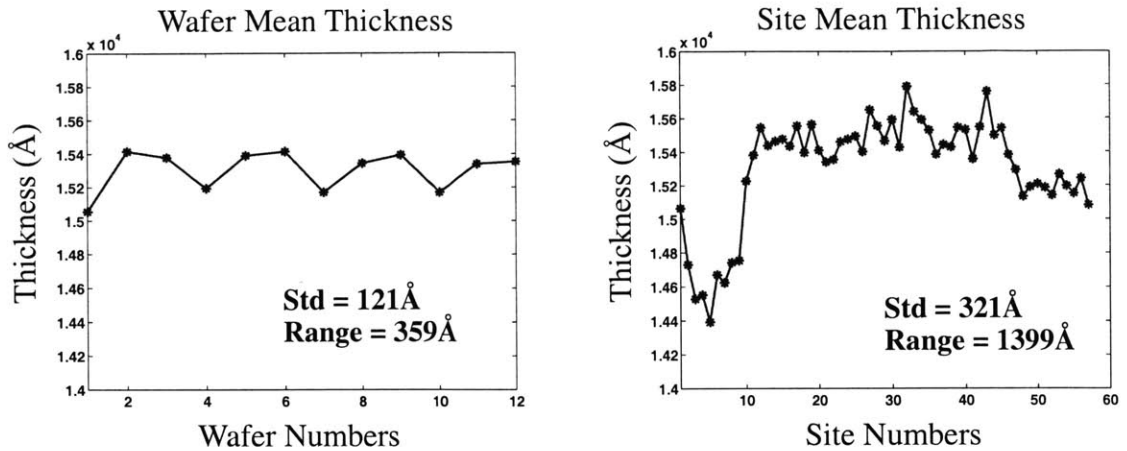 Wafer Mean Thickness
x 10⁴
1.6
1.58
1.56
1.54
1.52
1.5
1.48
1.46
1.44
1.42
1.4
Thickness (Å)
Std = 121Å
Range = 359Å
2 4 6 8 10 12
Wafer Numbers
Site Mean Thickness
x 10⁴
1.6
1.58
1.56
1.54
1.52
1.5
1.48
1.46
1.44
1.42
1.4
Thickness (Å)
Std = 321Å
Range = 1399Å
10 20 30 40 50 60
Site Numbers